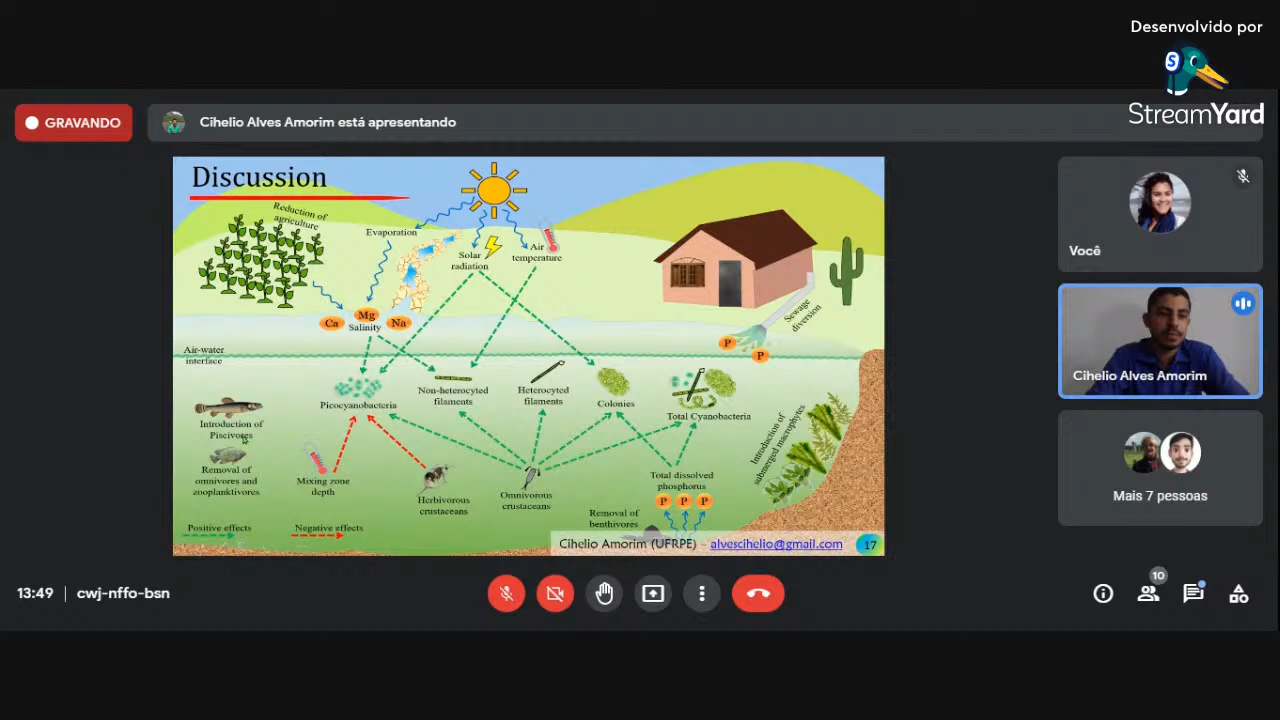 Desenvolvido por
S
StreamYard
GRAVANDO
Cihelio Alves Amorim está apresentando
Discussion
Reduction of
agriculture
Evaporation
Solar
radiation
Air
temperature
Ca
Mg
Na
Salinity
Sewage
diversion
P
P
Air-water
interface
Picocyanobacteria
Non-heterocyted
filaments
Heterocyted
filaments
Colonies
Total Cyanobacteria
Introduction of
Piscivores
Removal of
omnivores and
zooplanktivores
Mixing zone
depth
Herbivorous
crustaceans
Omnivorous
crustaceans
Total dissolved
phosphorus
P P P
Introduction of
submerged macrophytes
Removal of
benthivores
Positive effects
Negative effects
Cihelio Amorim (UFRPE) – alvescihelio@gmail.com
17
Você
Cihelio Alves Amorim
Mais 7 pessoas
13:49 | cwj-nffo-bsn
10